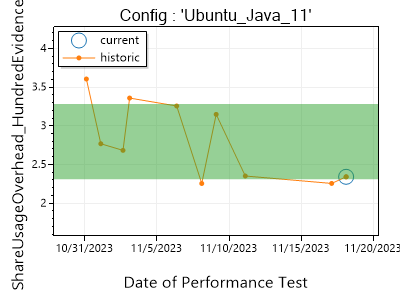 Config : 'Ubuntu_Java_11'
current
historic
ShareUsageOverhead_HundredEvidence
4
3.5
3
2.5
2
10/31/2023
11/5/2023
11/10/2023
11/15/2023
11/20/2023
Date of Performance Test